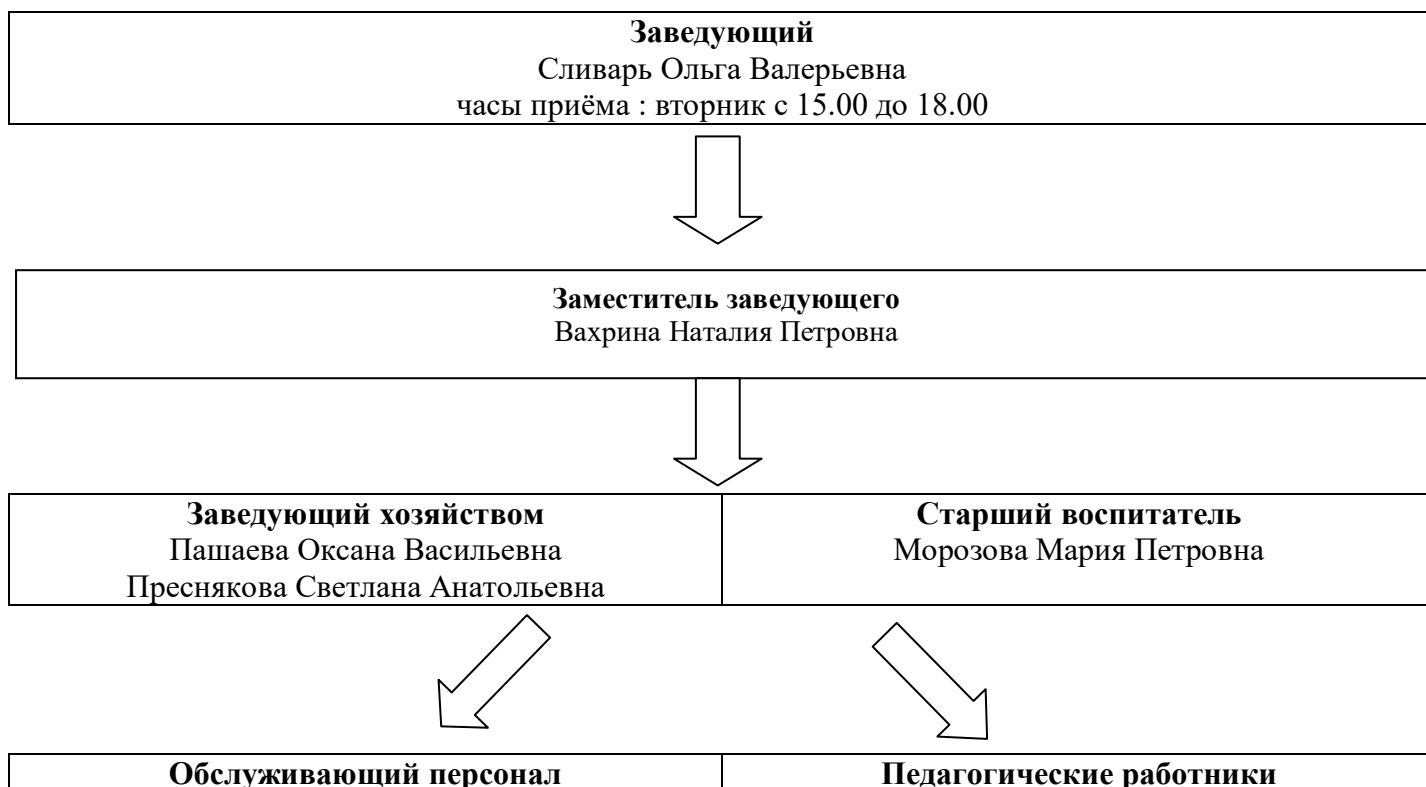 Заведующий
Сливарь Ольга Валерьевна
часы приёма : вторник с 15.00 до 18.00
Заместитель заведующего
Вахрина Наталия Петровна
Заведующий хозяйством
Пашаева Оксана Васильевна
Преснякова Светлана Анатольевна
Старший воспитатель
Морозова Мария Петровна
Обслуживающий персонал
Педагогические работники